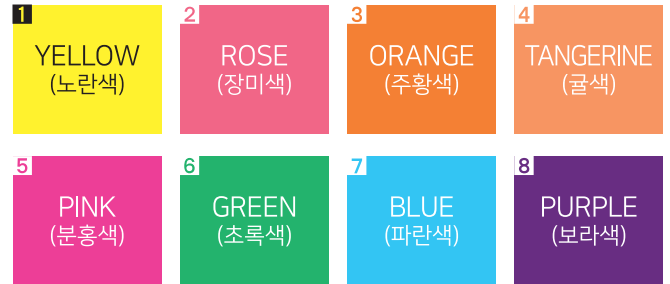 1
YELLOW
(노란색)
2
ROSE
(장미색)
3
ORANGE
(주황색)
4
TANGERINE
(귤색)
5
PINK
(분홍색)
6
GREEN
(초록색)
7
BLUE
(파란색)
8
PURPLE
(보라색)